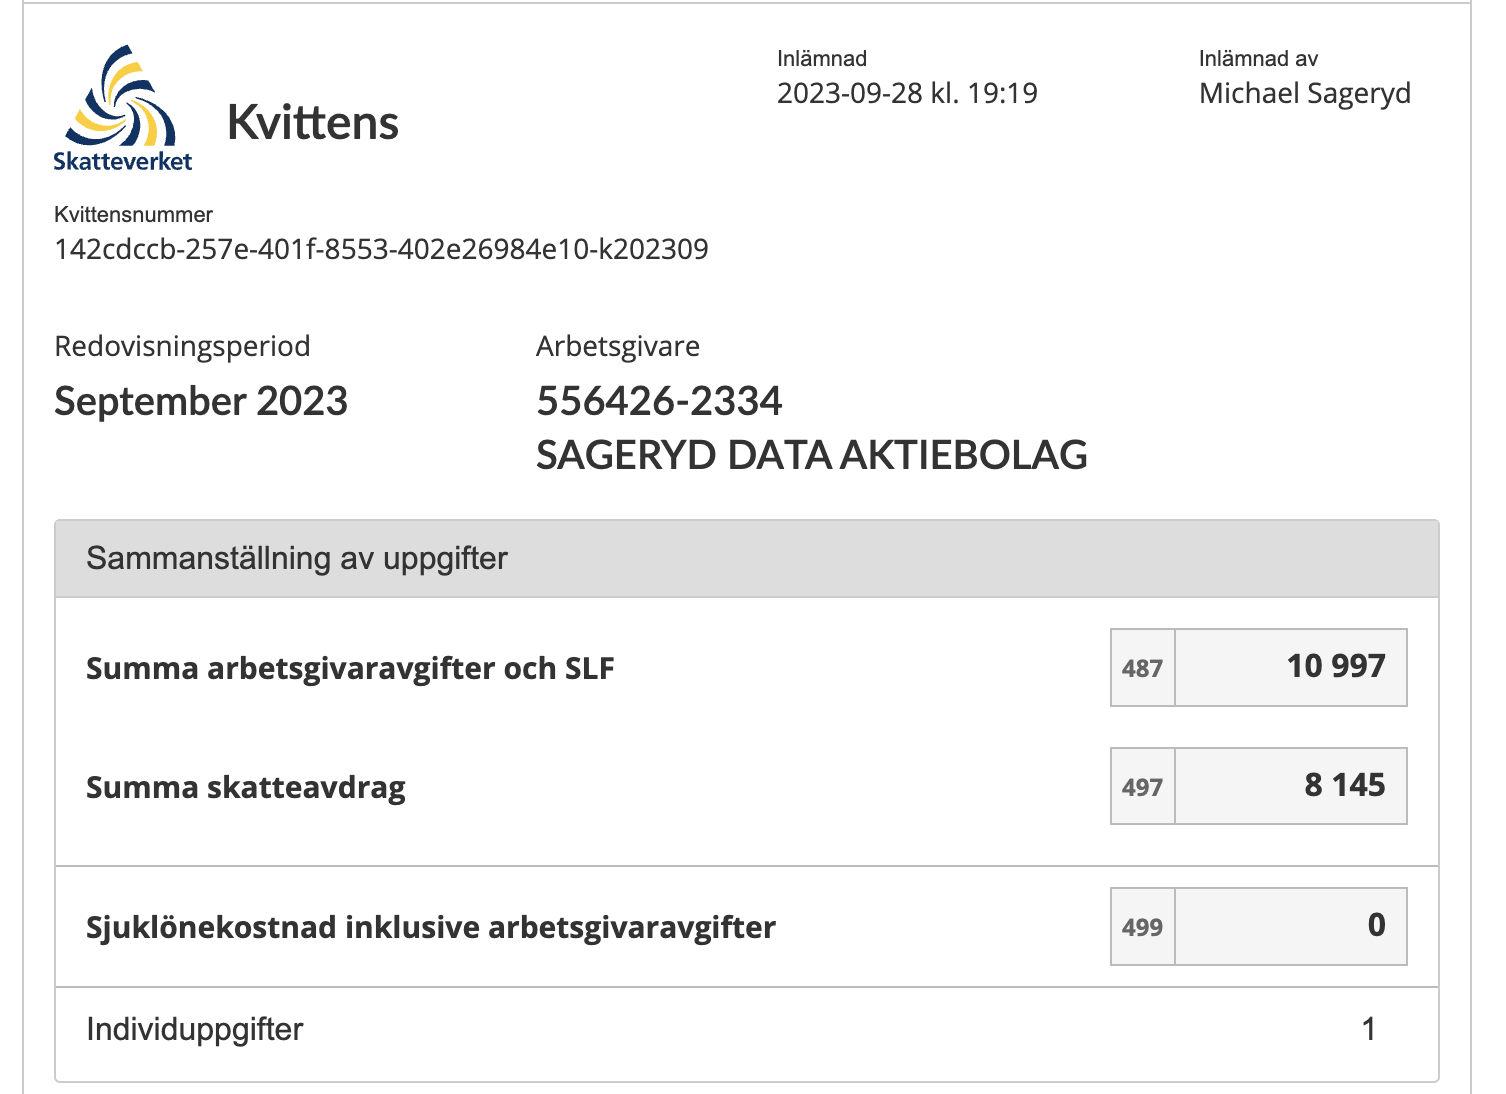 Skatteverket
Kvittens
Inlämnad
2023-09-28 kl. 19:19
Inlämnad av
Michael Sageryd
Kvittensnummer
142cdccb-257e-401f-8553-402e26984e10-k202309
Redovisningsperiod
September 2023
Arbetsgivare
556426-2334
SAGERYD DATA AKTIEBOLAG
Sammanställning av uppgifter
Summa arbetsgivaravgifter och SLF 487 10 997
Summa skatteavdrag 497 8 145
Sjuklönekostnad inklusive arbetsgivaravgifter 499 0
Individuppgifter 1